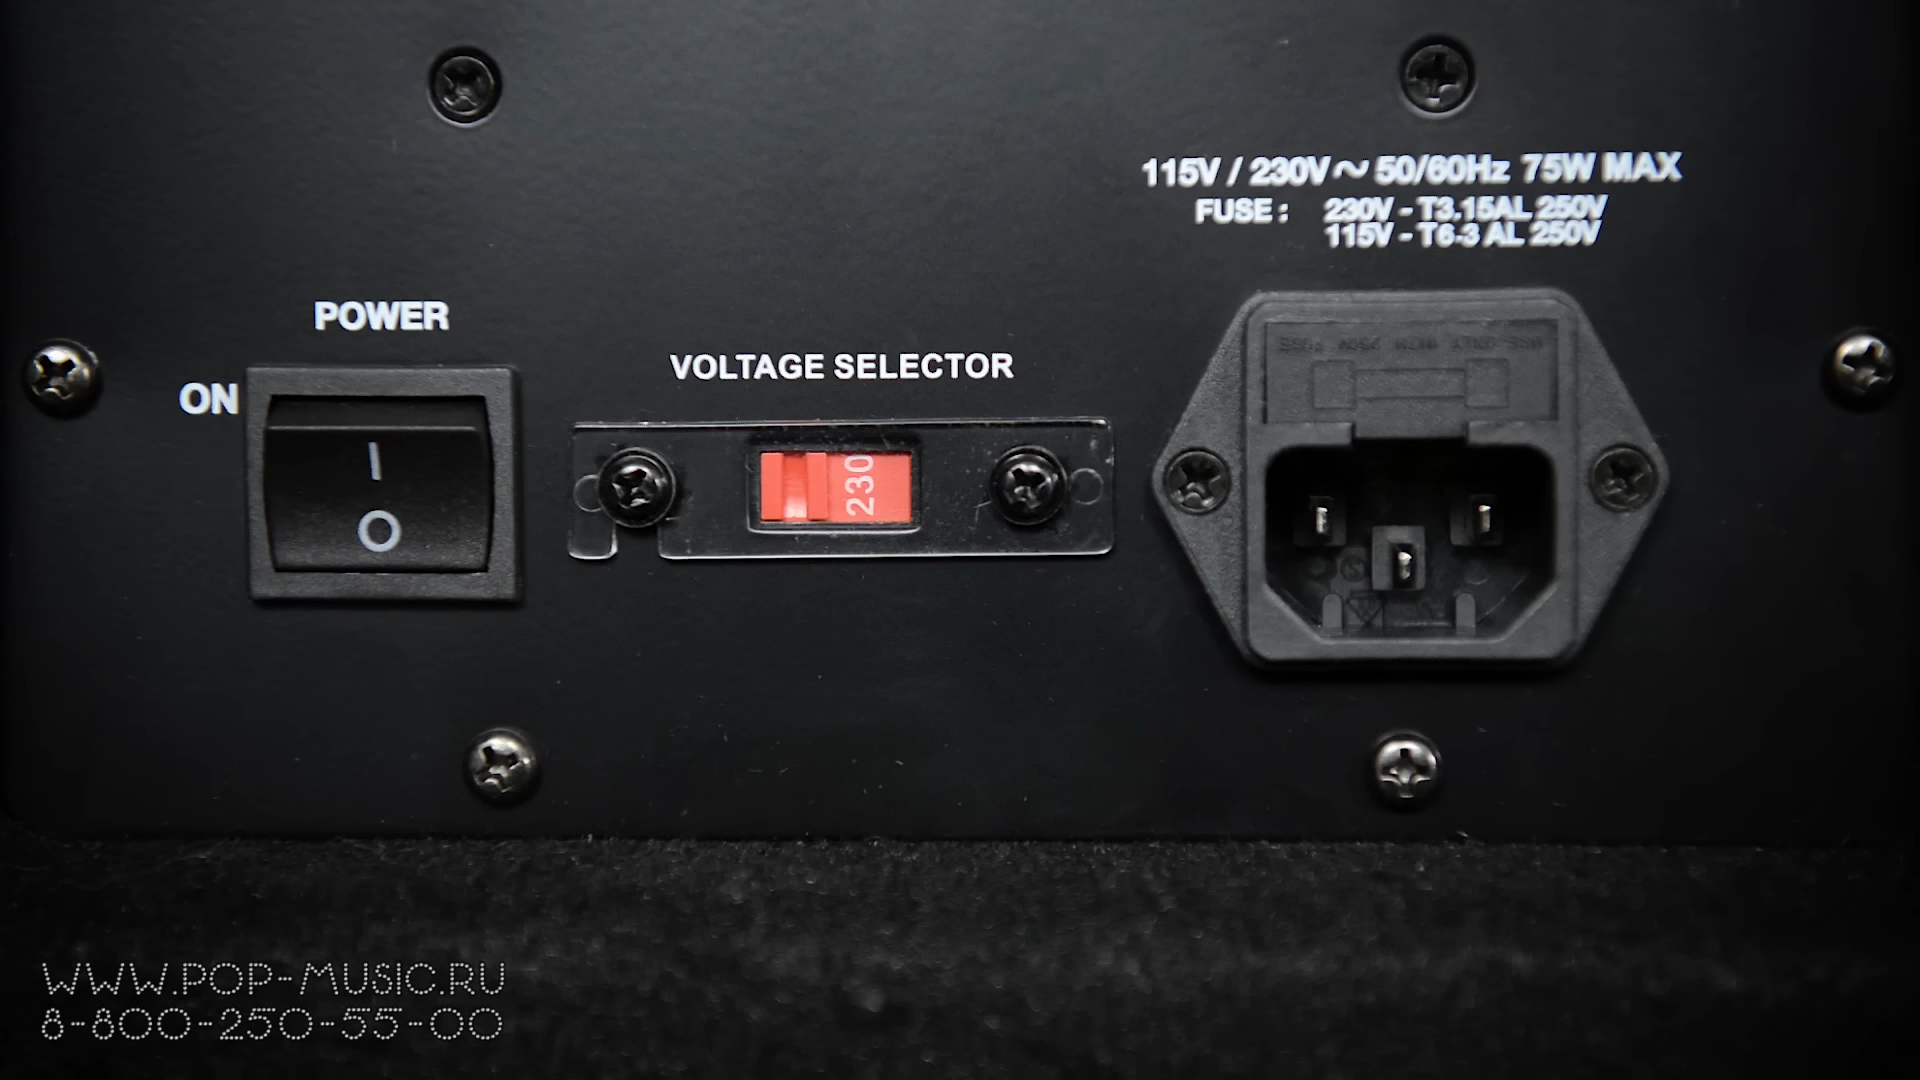 115V / 230V~ 50/60Hz 75W MAX
FUSE : 230V - T3.15AL 250V
115V - T6.3 AL 250V
POWER
VOLTAGE SELECTOR
ON
I
O
230
WWW.POP-MUSIC.RU
8-800-250-55-00